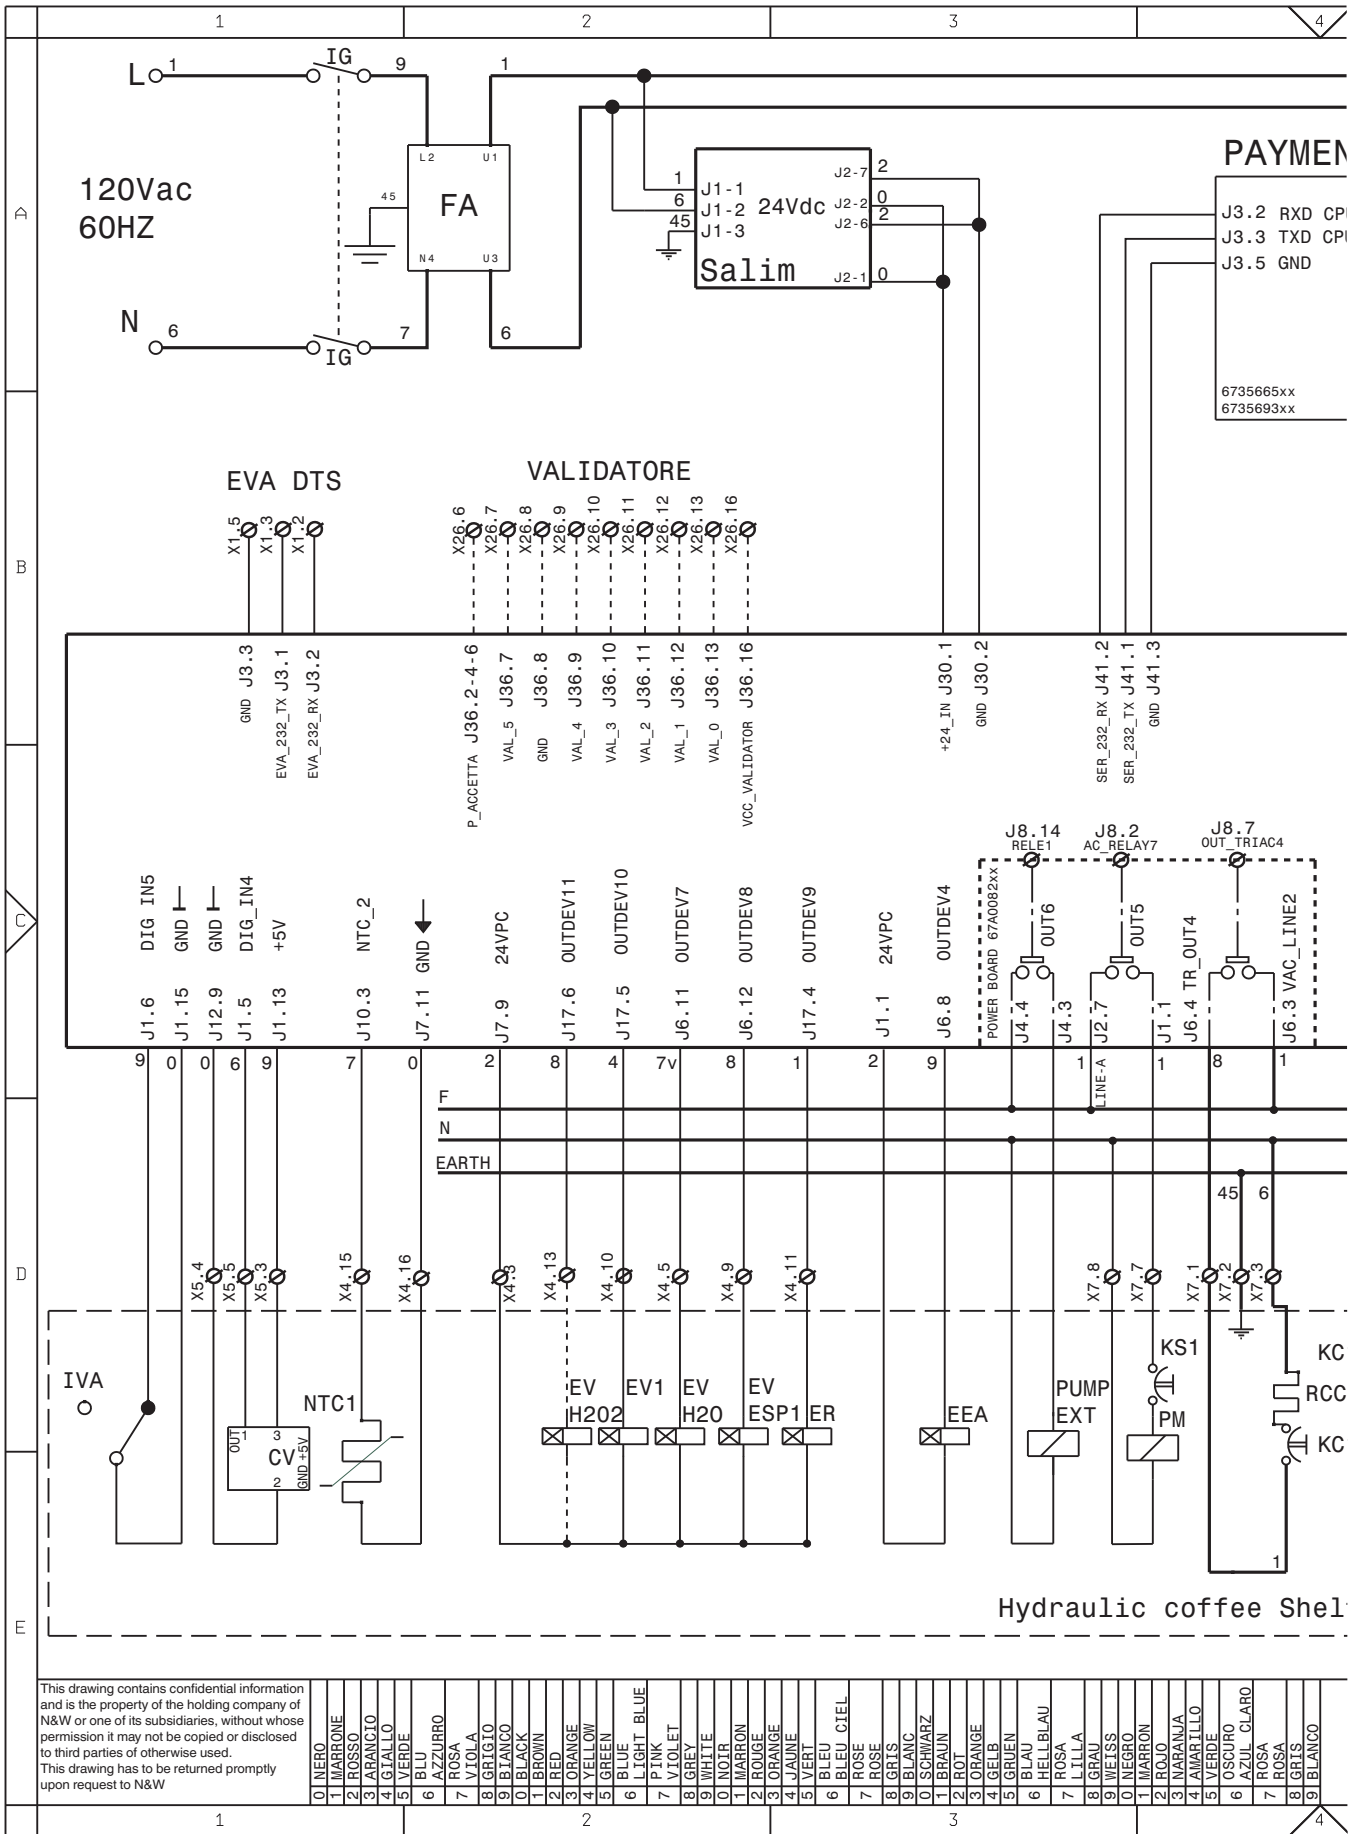 1 2 3 4
L 1 IG 9 1
120Vac
60HZ
L2 U1
45 FA
N4 U3
N 6 IG 7 6
1 J1-1
6 J1-2
45 J1-3
24Vdc
Salim
J2-7 2
J2-2 0
J2-6 2
J2-1 0
PAYMEN
J3.2 RXD CPU
J3.3 TXD CPU
J3.5 GND
6735665xx
6735693xx
A
B
C
D
E
EVA DTS
X1.5 X1.3 X1.2
VALIDATORE
X26.6 X26.7 X26.8 X26.9 X26.10 X26.11 X26.12 X26.13 X26.16
GND J3.3
EVA_232_TX J3.1
EVA_232_RX J3.2
P_ACCETTA J36.2-4-6
VAL_5 J36.7
GND J36.8
VAL_4 J36.9
VAL_3 J36.10
VAL_2 J36.11
VAL_1 J36.12
VAL_0 J36.13
VCC_VALIDATOR J36.16
+24_IN J30.1
GND J30.2
SER_232_RX J41.2
SER_232_TX J41.1
GND J41.3
J8.14 J8.2 J8.7
RELE1 AC_RELAY7 OUT_TRIAC4
POWER BOARD 67A0082xx
OUT6 OUT5
J1.6 DIG IN5
J1.15 GND
J12.9 GND
J1.5 DIG_IN4
J1.13 +5V
J10.3 NTC_2
J7.11 GND
J7.9 24VPC
J17.6 OUTDEV11
J17.5 OUTDEV10
J6.11 OUTDEV7
J6.12 OUTDEV8
J17.4 OUTDEV9
J1.1 24VPC
J6.8 OUTDEV4
J4.4
J4.3
J2.7
J1.1
J6.4 TR_OUT4
J6.3 VAC_LINE2
9 0 0 6 9 7 0 2 8 4 7v 8 1 2 9 1 1 8 1
LINE-A
F
N
EARTH
45 6
X5.4 X5.5 X5.3 X4.15 X4.16 X4.3 X4.13 X4.10 X4.5 X4.9 X4.11 X7.8 X7.7 X7.1 X7.2 X7.3
IVA
OUT 1 3
CV
GND +5V
2
NTC1
EV H2O2
EV1
EV H2O
EV ESP1
ER
EEA
PUMP EXT
KS1
PM
KC
RCC
KC
1
Hydraulic coffee Shel
This drawing contains confidential information
and is the property of the holding company of
N&W or one of its subsidiaries, without whose
permission it may not be copied or disclosed
to third parties of otherwise used.
This drawing has to be returned promptly
upon request to N&W
0 NERO
1 MARRONE
2 ROSSO
3 ARANCIO
4 GIALLO
5 VERDE
6 BLU AZZURRO
7 ROSA VIOLA
8 GRIGIO
9 BIANCO
0 BLACK
1 BROWN
2 RED
3 ORANGE
4 YELLOW
5 GREEN
6 BLUE LIGHT BLUE
7 PINK VIOLET
8 GREY
9 WHITE
0 NOIR
1 MARRON
2 ROUGE
3 ORANGE
4 JAUNE
5 VERT
6 BLEU BLEU CIEL
7 ROSE ROSE
8 GRIS
9 BLANC
0 SCHWARZ
1 BRAUN
2 ROT
3 ORANGE
4 GELB
5 GRUEN
6 BLAU HELLBLAU
7 ROSA LILLA
8 GRAU
9 WEISS
0 NEGRO
1 MARRON
2 ROJO
3 NARANJA
4 AMARILLO
5 VERDE
6 OSCURO AZUL CLARO
7 ROSA ROSA
8 GRIS
9 BLANCO
1 2 3 4